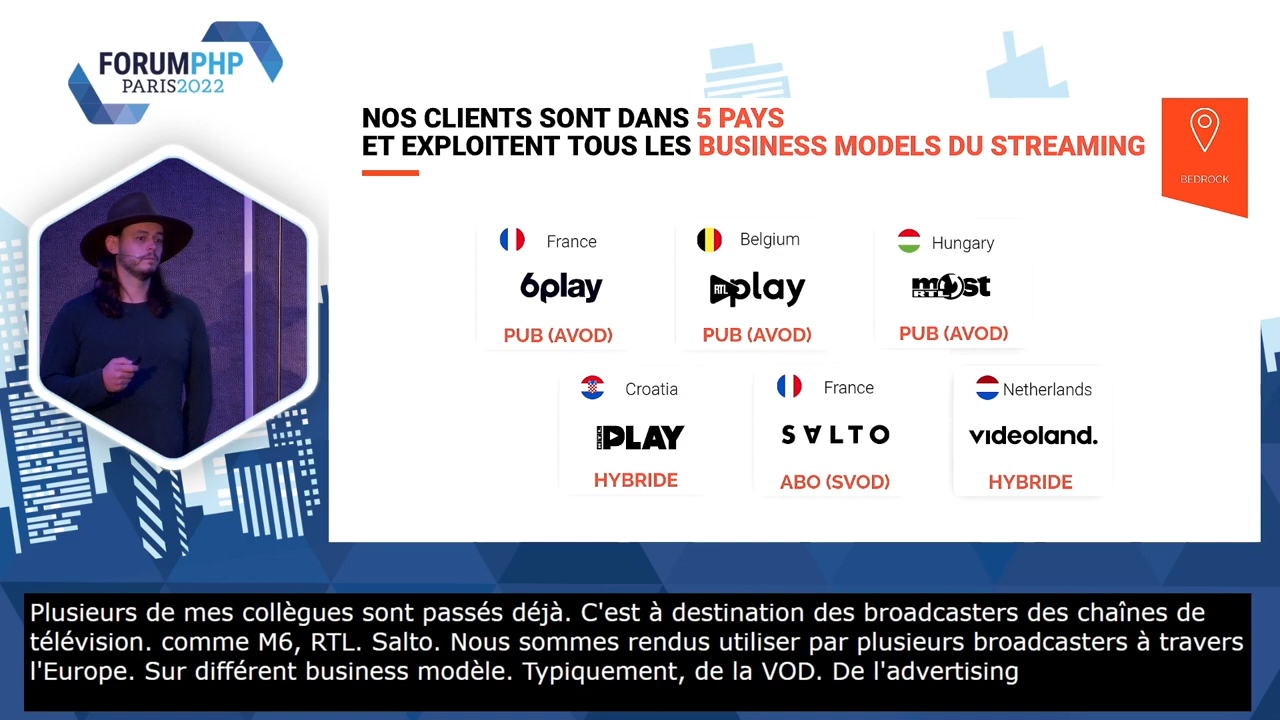 FORUMPHP
PARIS2022
NOS CLIENTS SONT DANS 5 PAYS
ET EXPLOITENT TOUS LES BUSINESS MODELS DU STREAMING
BEDROCK
France
6play
PUB (AVOD)
Belgium
RTL play
PUB (AVOD)
Hungary
most
RTL
PUB (AVOD)
Croatia
PLAY
HYBRIDE
France
SALTO
ABO (SVOD)
Netherlands
videoland.
HYBRIDE
Plusieurs de mes collègues sont passés déjà. C'est à destination des broadcasters des chaînes de
télévision. comme M6, RTL. Salto. Nous sommes rendus utiliser par plusieurs broadcasters à travers
l'Europe. Sur différent business modèle. Typiquement, de la VOD. De l'advertising